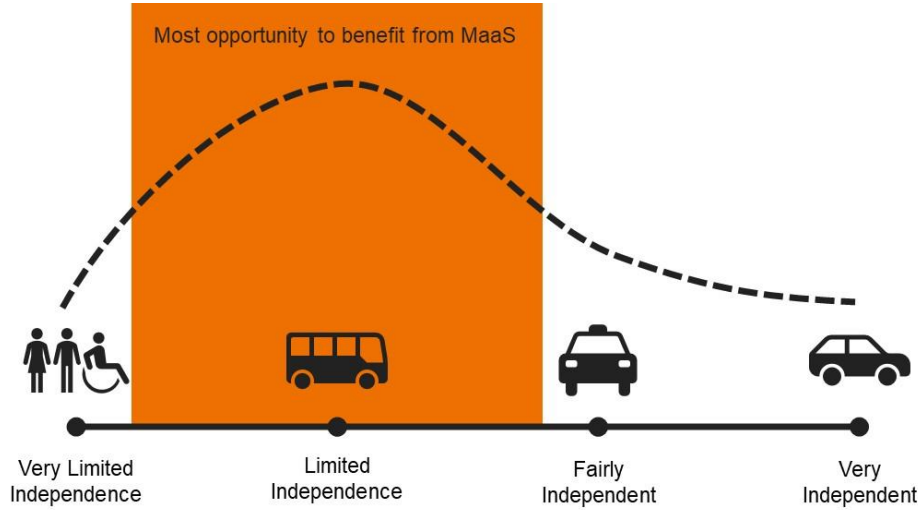 Most opportunity to benefit from MaaS
Very Limited
Independence
Limited
Independence
Fairly
Independent
Very
Independent